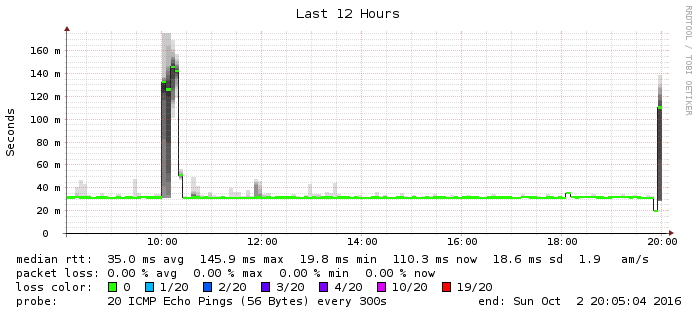 Last 12 Hours
RRDTOOL / TOBI OETIKER
Seconds
160 m
140 m
120 m
100 m
80 m
60 m
40 m
20 m
0
10:00 12:00 14:00 16:00 18:00 20:00
median rtt: 35.0 ms avg 145.9 ms max 19.8 ms min 110.3 ms now 18.6 ms sd 1.9 am/s
packet loss: 0.00 % avg 0.00 % max 0.00 % min 0.00 % now
loss color: 0 1/20 2/20 3/20 4/20 10/20 19/20
probe: 20 ICMP Echo Pings (56 Bytes) every 300s end: Sun Oct 2 20:05:04 2016